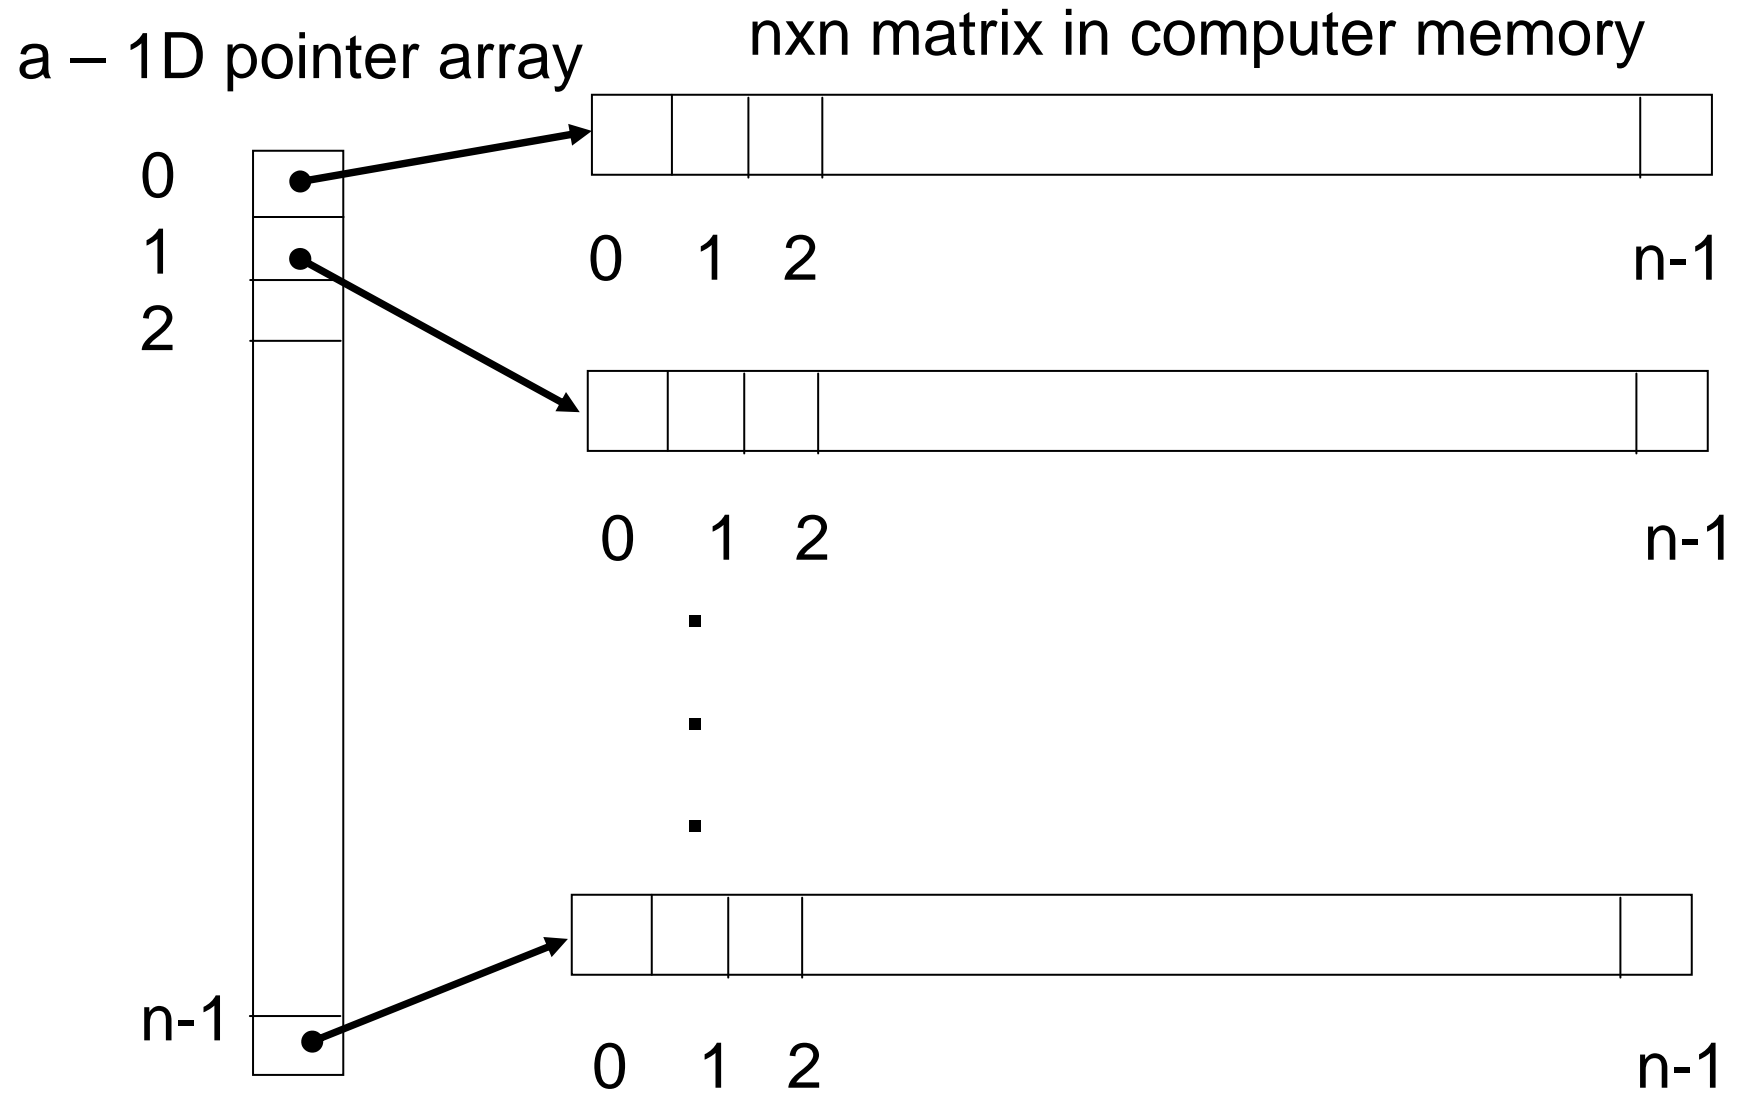 a – 1D pointer array
nxn matrix in computer memory
0
1
2
n-1
0 1 2 n-1
0 1 2 n-1
0 1 2 n-1